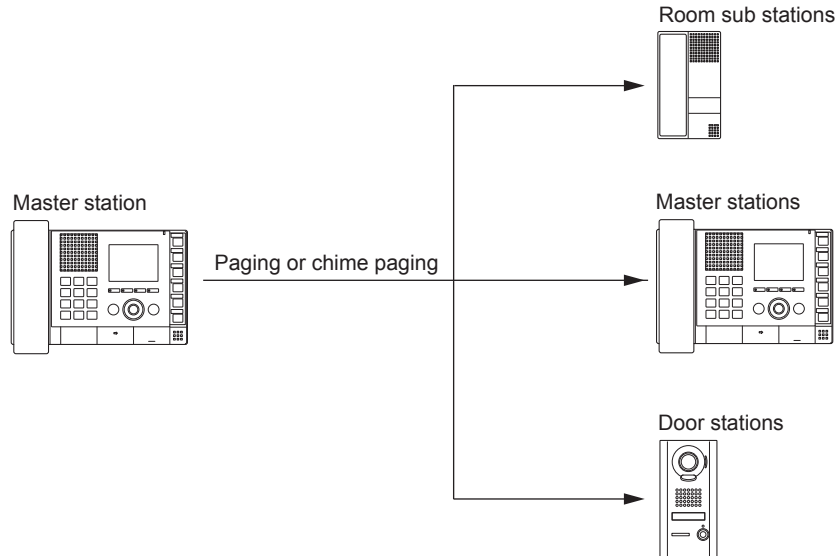 Room sub stations
Master station
Master stations
Paging or chime paging
Door stations